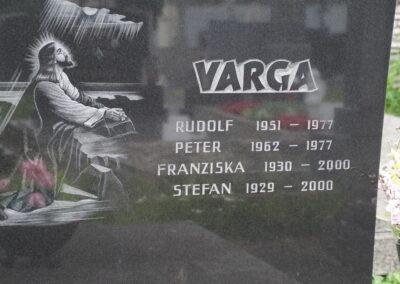 VARGA
RUDOLF 1951 – 1977
PETER 1962 – 1977
FRANZISKA 1930 – 2000
STEFAN 1929 – 2000